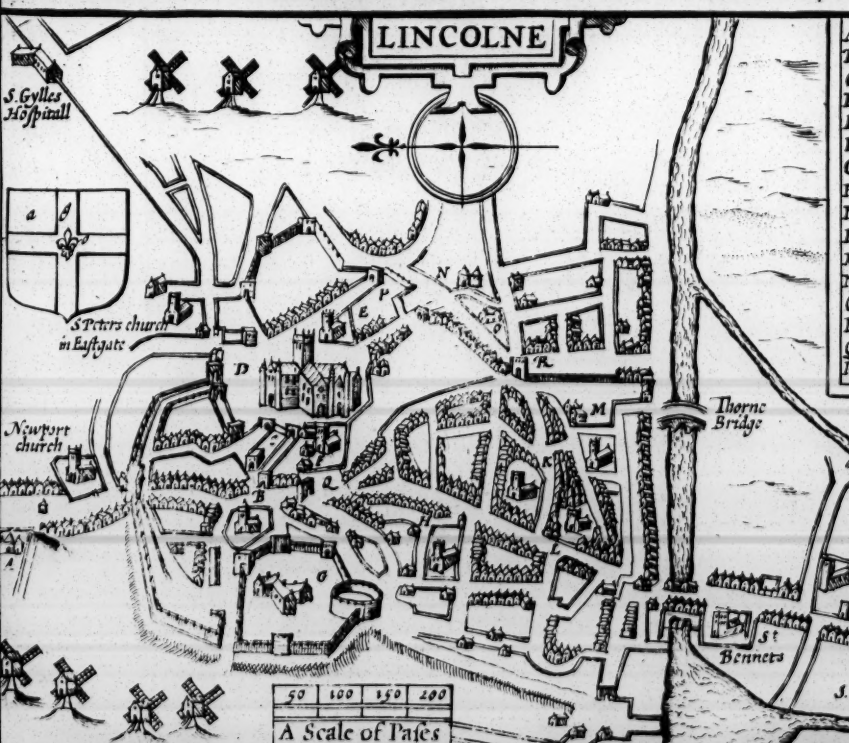 LINCOLNE
S. Gylles
Hospitall
a
S. Peters church
in Eastgate
N
P
E
O
D
R
M
Thorne
Bridge
Newport
church
K
Q
B
H
L
A
G
St
Bennets
S.
50 100 150 200
A Scale of Pases